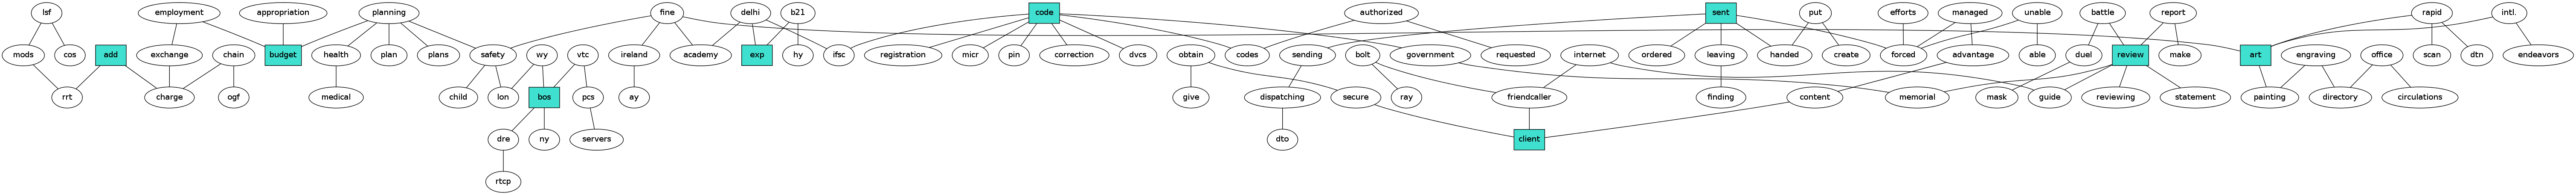 lsf employment appropriation planning fine delhi b21 code authorized sent put efforts managed unable battle report rapid intl.
mods cos add exchange chain budget health plan plans safety wy vtc ireland academy exp hy ifsc registration micr pin correction dvcs codes obtain sending bolt government requested internet ordered leaving handed create forced advantage able duel review make art scan dtn engraving office endeavors
rrt charge ogf medical child lon bos pcs ay give dispatching secure ray friendcaller finding content memorial mask guide reviewing statement painting directory circulations
dre ny servers dto client
rtcp